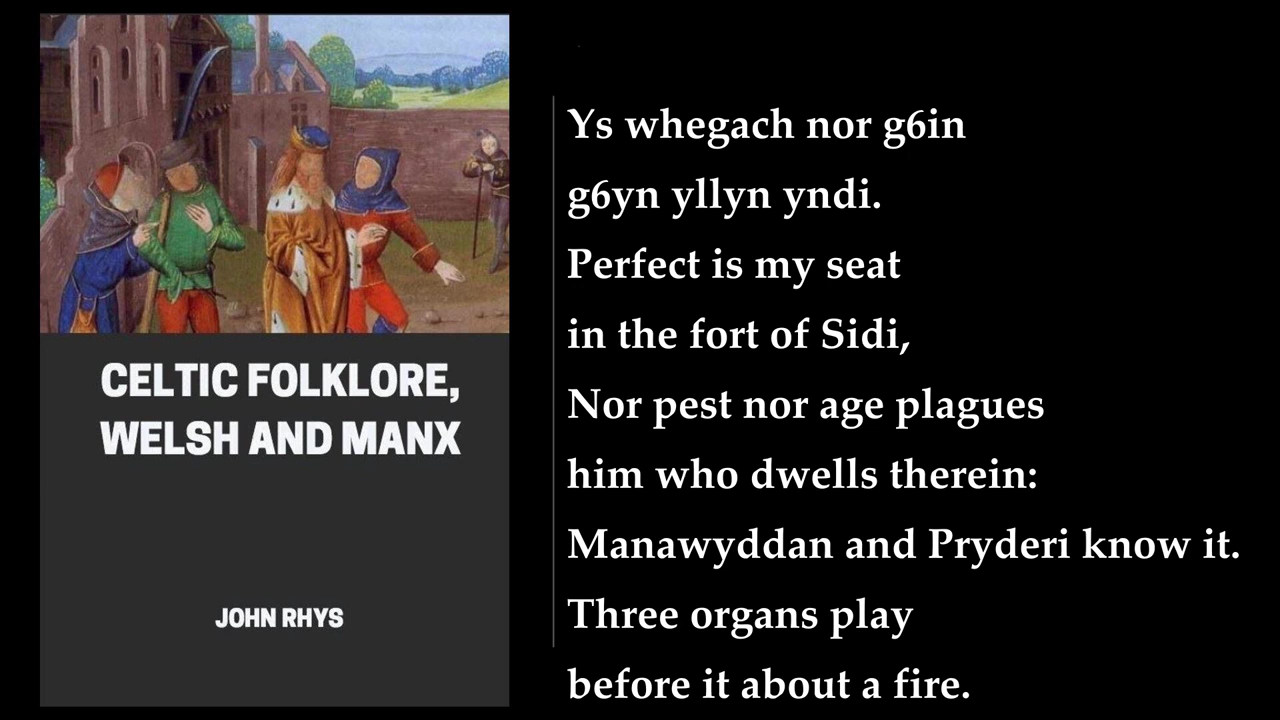 CELTIC FOLKLORE,
WELSH AND MANX
JOHN RHYS
Ys whegach nor g6in
g6yn yllyn yndi.
Perfect is my seat
in the fort of Sidi,
Nor pest nor age plagues
him who dwells therein:
Manawyddan and Pryderi know it.
Three organs play
before it about a fire.